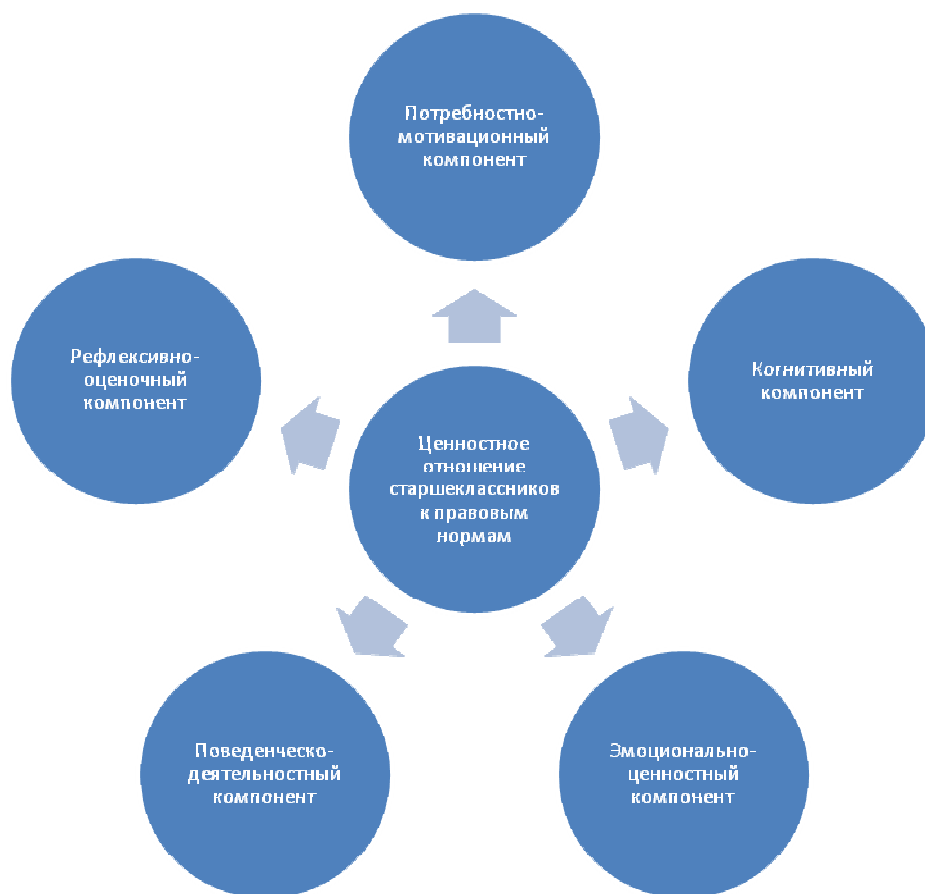 Потребностно-
мотивационный
компонент
Рефлексивно-
оценочный
компонент
Когнитивный
компонент
Ценностное
отношение
старшеклассников
к правовым
нормам
Поведенческо-
деятельностный
компонент
Эмоционально-
ценностный
компонент